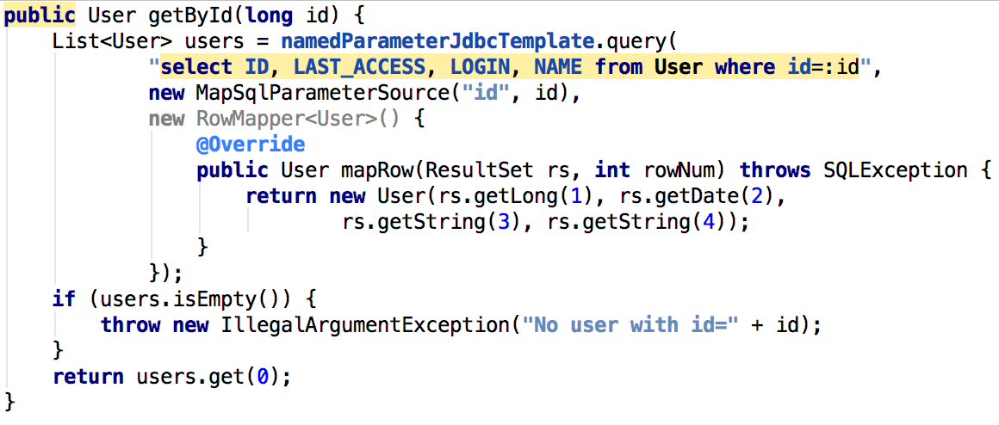 public User getById(long id) {
    List<User> users = namedParameterJdbcTemplate.query(
            "select ID, LAST_ACCESS, LOGIN, NAME from User where id=:id",
            new MapSqlParameterSource("id", id),
            new RowMapper<User>() {
                @Override
                public User mapRow(ResultSet rs, int rowNum) throws SQLException {
                    return new User(rs.getLong(1), rs.getDate(2),
                            rs.getString(3), rs.getString(4));
                }
            });
    if (users.isEmpty()) {
        throw new IllegalArgumentException("No user with id=" + id);
    }
    return users.get(0);
}